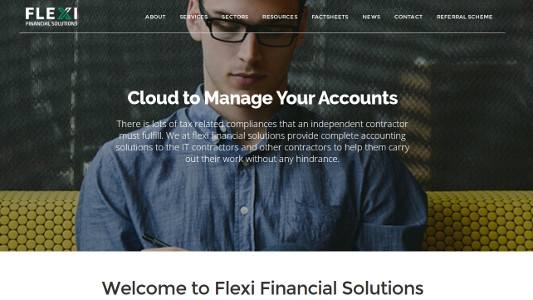 FLEXI
FINANCIAL SOLUTIONS
ABOUT SERVICES SECTORS RESOURCES FACTSHEETS NEWS CONTACT REFERRAL SCHEME
Cloud to Manage Your Accounts
There is lots of tax related compliances that an independent contractor
must fulfill. We at flexi financial solutions provide complete accounting
solutions to the IT contractors and other contractors to help them carry
out their work without any hindrance.
Welcome to Flexi Financial Solutions